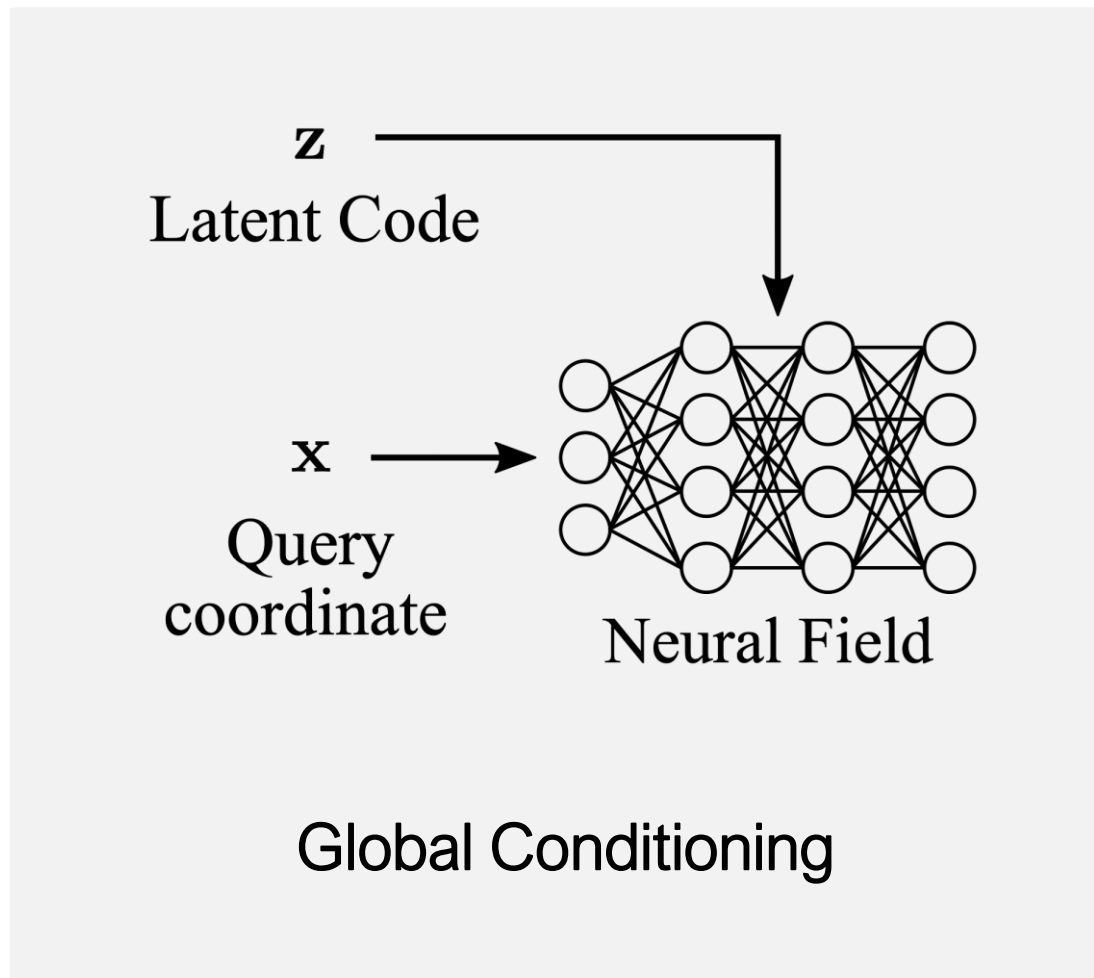 z
Latent Code
x
Query
coordinate
Neural Field
Global Conditioning